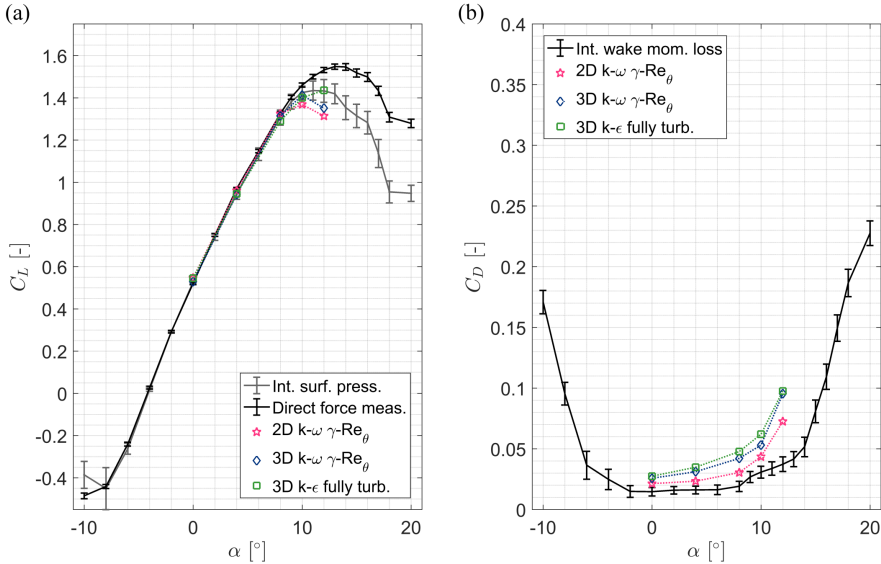 (a)
1.6
1.4
1.2
1
0.8
0.6
0.4
0.2
0
-0.2
-0.4
C_L [-]
Int. surf. press.
Direct force meas.
2D k-ω γ-Re_θ
3D k-ω γ-Re_θ
3D k-ϵ fully turb.
-10 0 10 20
α [°]
(b)
0.4
0.35
0.3
0.25
0.2
0.15
0.1
0.05
0
C_D [-]
Int. wake mom. loss
2D k-ω γ-Re_θ
3D k-ω γ-Re_θ
3D k-ϵ fully turb.
-10 0 10 20
α [°]